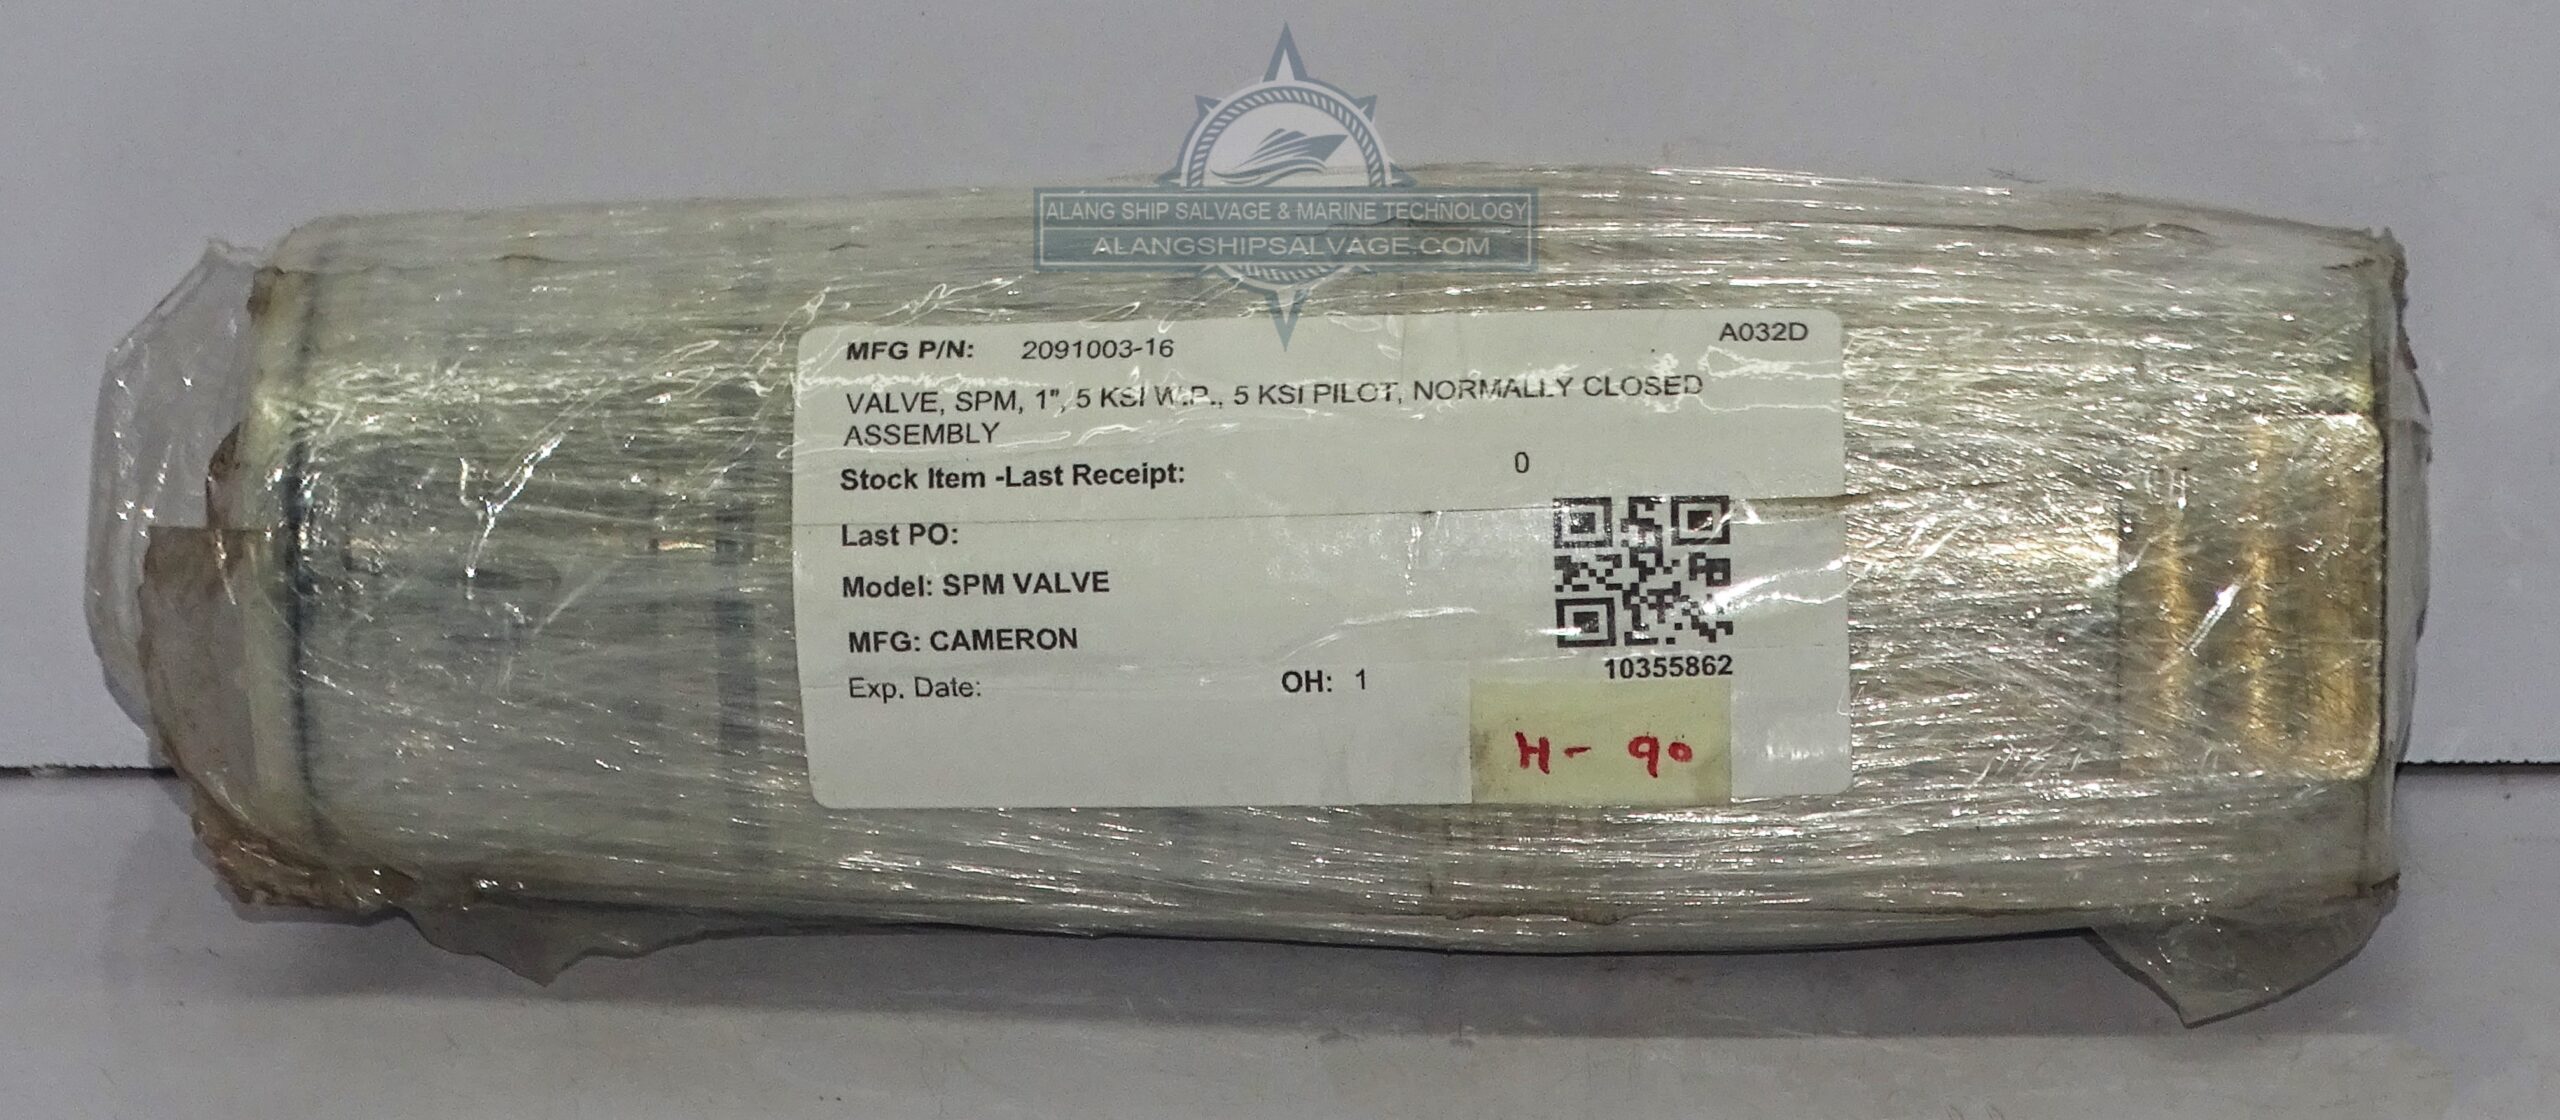 ALANG SHIP SALVAGE & MARINE TECHNOLOGY
ALANGSHIPSALVAGE.COM
MFG P/N: 2091003-16 A032D
VALVE, SPM, 1", 5 KSI W.P., 5 KSI PILOT, NORMALLY CLOSED
ASSEMBLY
Stock Item -Last Receipt: 0
Last PO:
Model: SPM VALVE
MFG: CAMERON
10355862
Exp. Date: OH: 1
H- 90